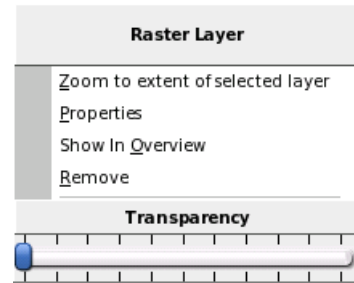 Raster Layer
Zoom to extent of selected layer
Properties
Show In Overview
Remove
Transparency